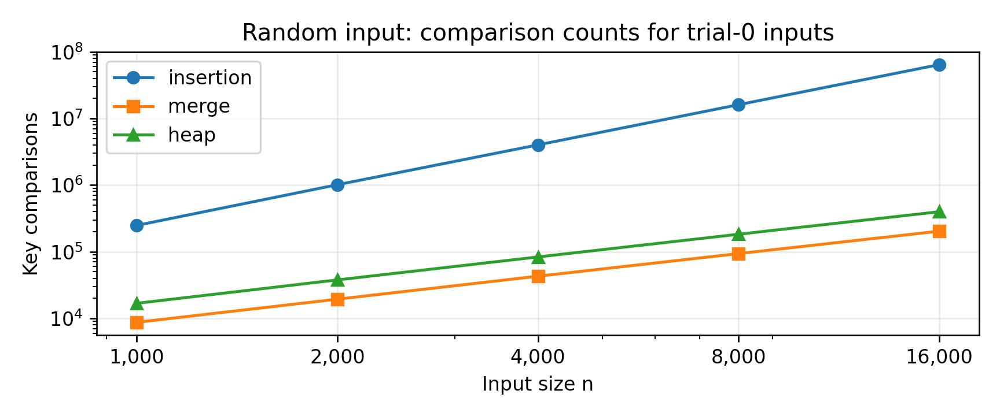 Random input: comparison counts for trial-0 inputs
insertion
merge
heap
Key comparisons
10⁸
10⁷
10⁶
10⁵
10⁴
1,000 2,000 4,000 8,000 16,000
Input size n